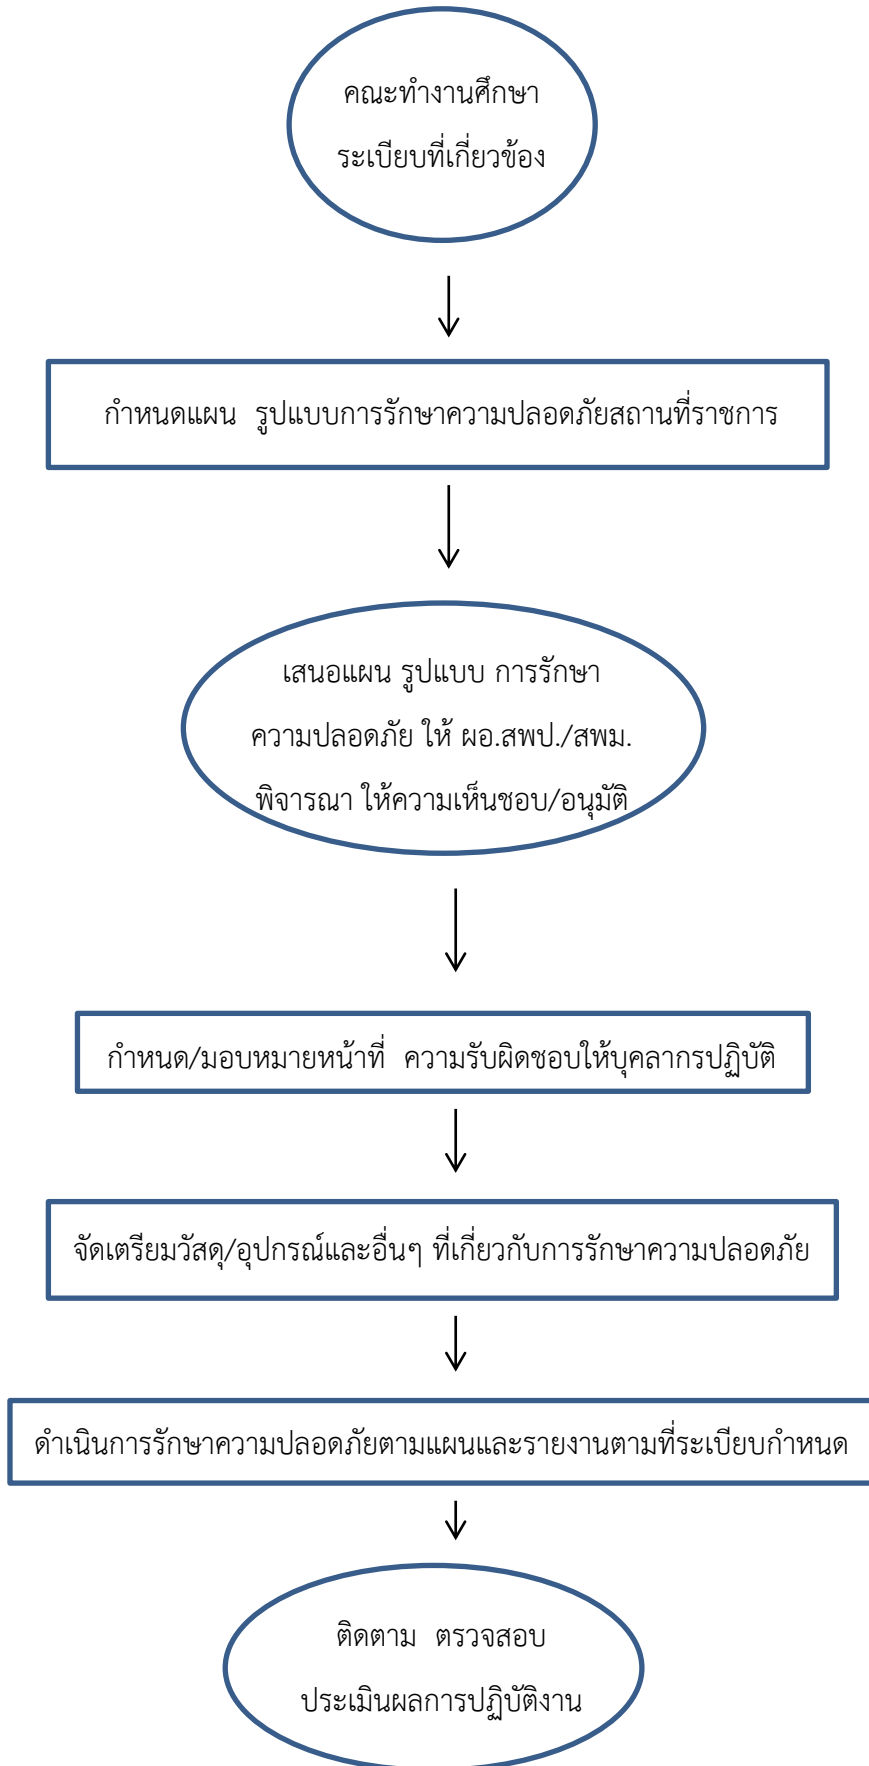 คณะทำงานศึกษา
ระเบียบที่เกี่ยวข้อง
กำหนดแผน  รูปแบบการรักษาความปลอดภัยสถานที่ราชการ
เสนอแผน รูปแบบ การรักษา
ความปลอดภัย ให้ ผอ.สพป./สพม.
พิจารณา ให้ความเห็นชอบ/อนุมัติ
กำหนด/มอบหมายหน้าที่  ความรับผิดชอบให้บุคลากรปฏิบัติ
จัดเตรียมวัสดุ/อุปกรณ์และอื่นๆ ที่เกี่ยวกับการรักษาความปลอดภัย
ดำเนินการรักษาความปลอดภัยตามแผนและรายงานตามที่ระเบียบกำหนด
ติดตาม  ตรวจสอบ
ประเมินผลการปฏิบัติงาน